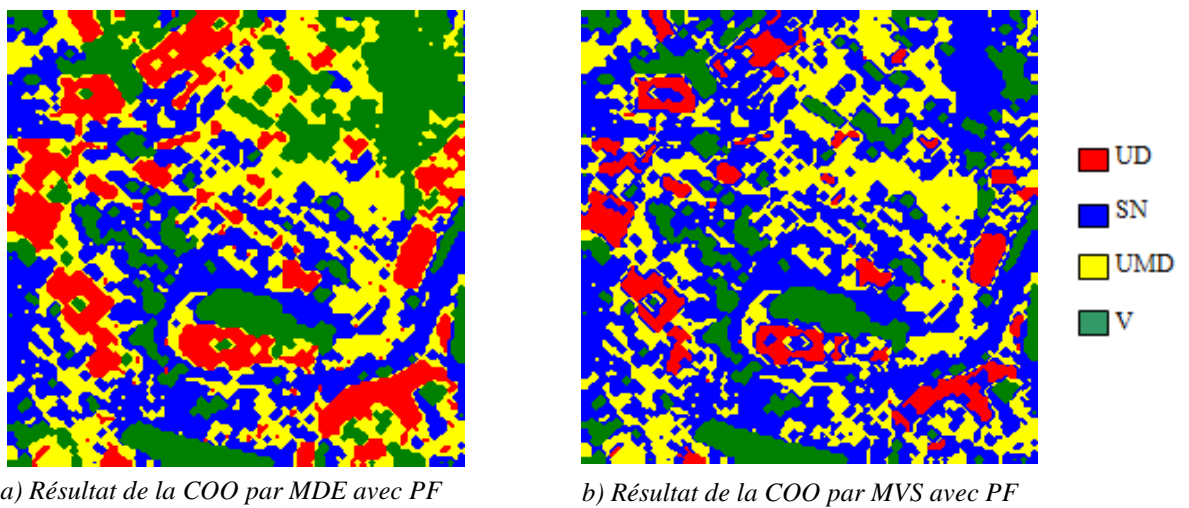 UD
SN
UMD
V
a) Résultat de la COO par MDE avec PF
b) Résultat de la COO par MVS avec PF